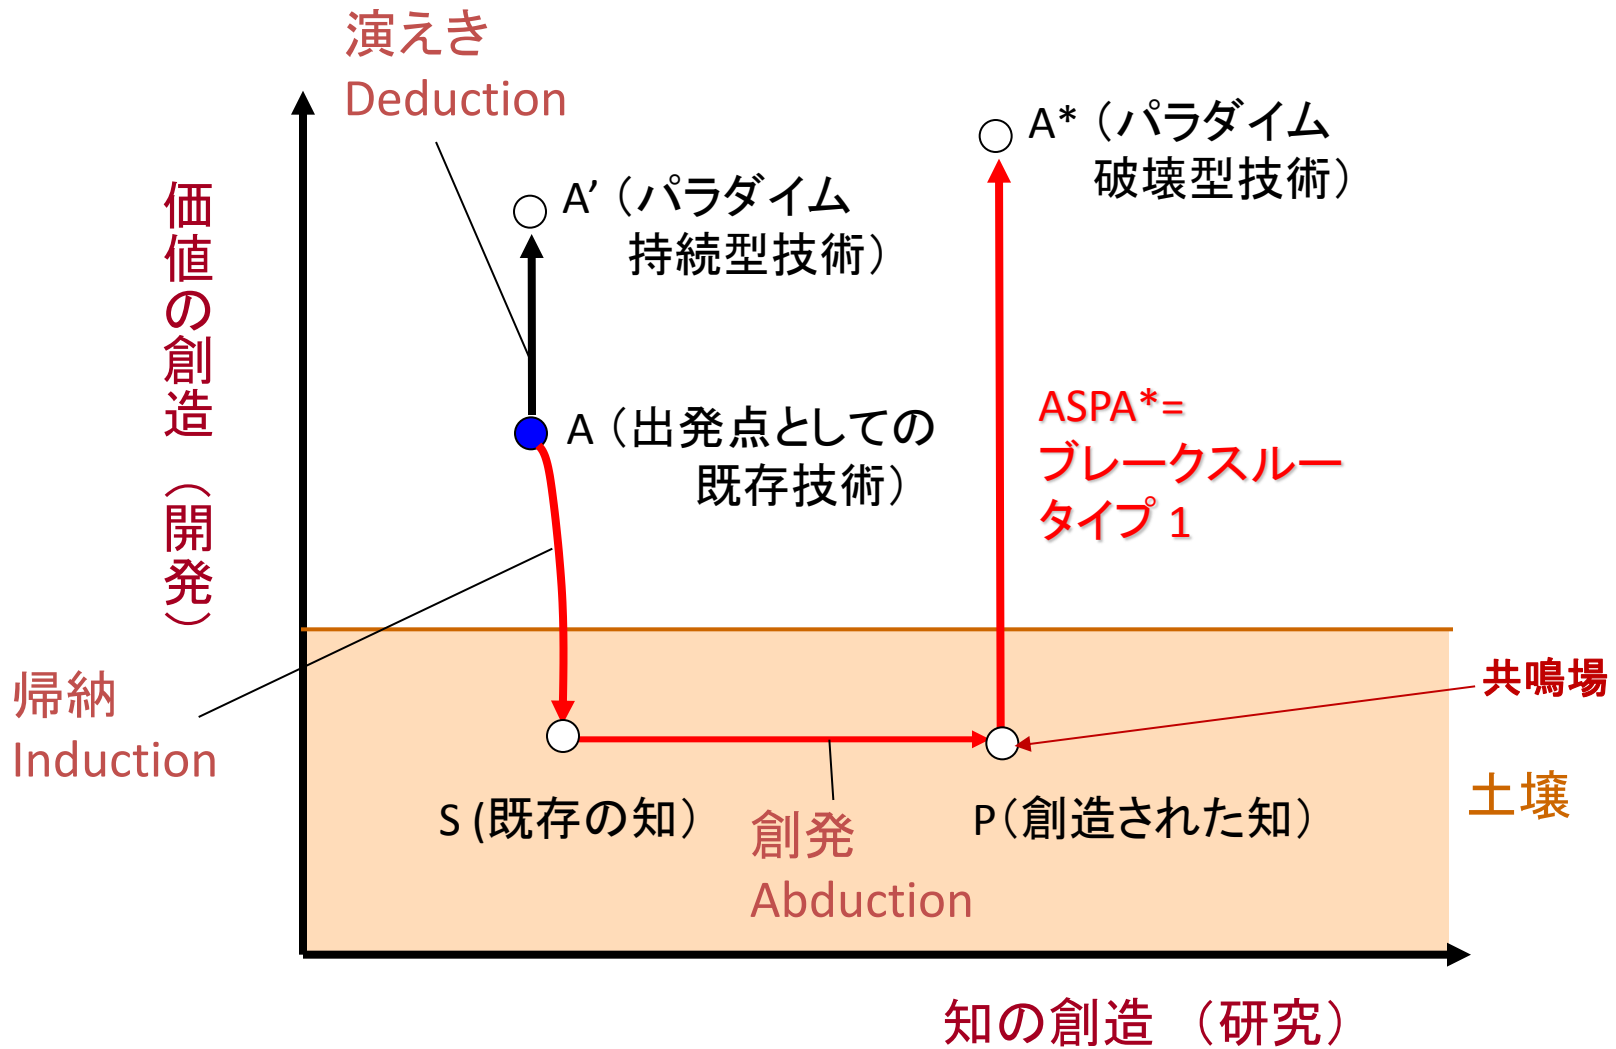 演えき
Deduction
A* （パラダイム
破壊型技術）
A’ （パラダイム
持続型技術）
価値の創造 （開発）
ASPA*=
ブレークスルー
タイプ 1
A （出発点としての
既存技術）
帰納
Induction
共鳴場
土壌
S (既存の知）
P（創造された知）
創発
Abduction
知の創造 （研究）